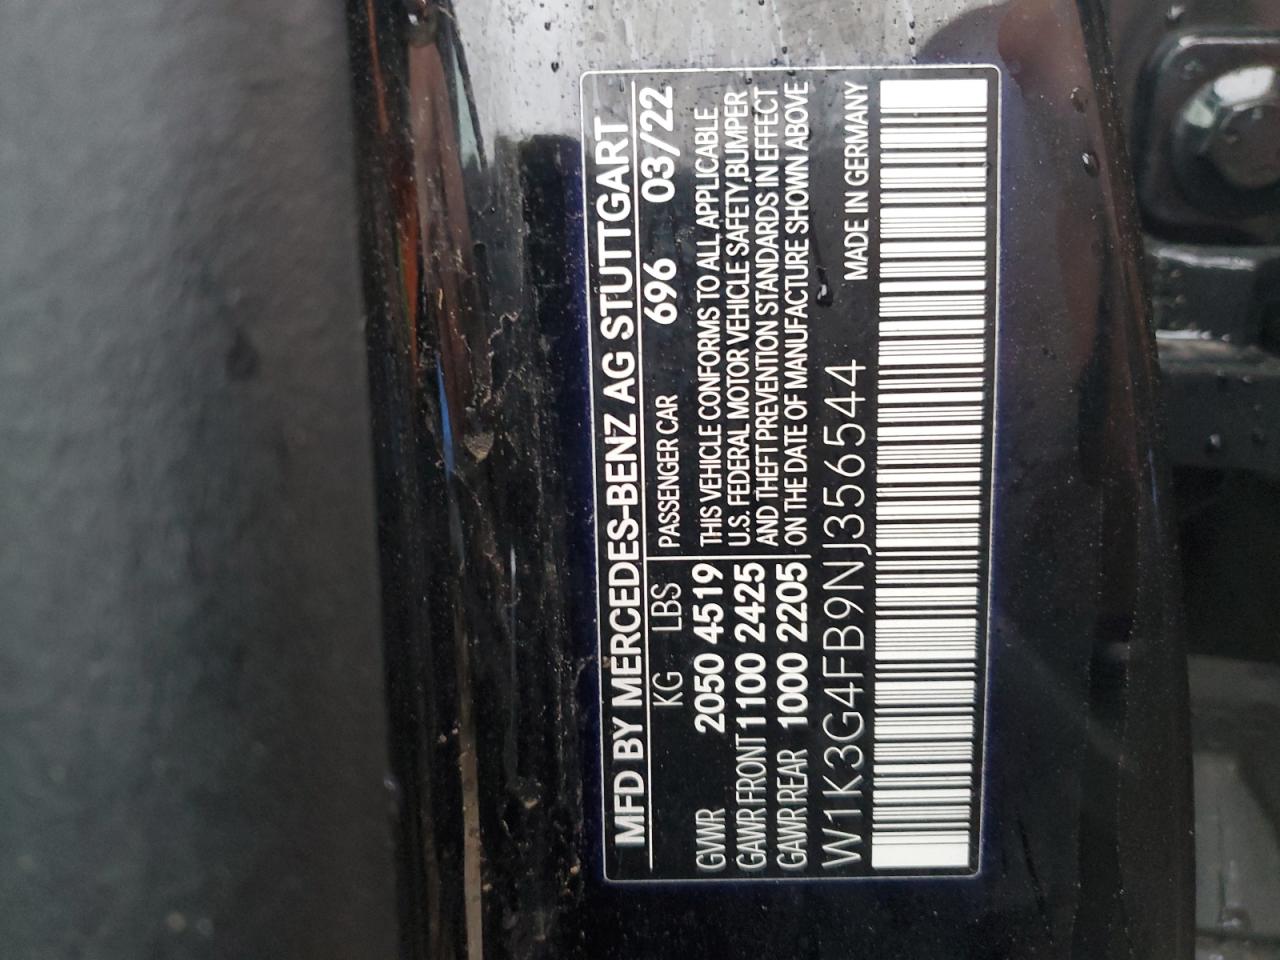 MFD BY MERCEDES-BENZ AG STUTTGART
KG LBS PASSENGER CAR 696 03/22
GVWR 2050 4519 THIS VEHICLE CONFORMS TO ALL APPLICABLE
GAWR FRONT 1100 2425 U.S. FEDERAL MOTOR VEHICLE SAFETY,BUMPER
AND THEFT PREVENTION STANDARDS IN EFFECT
GAWR REAR 1000 2205 ON THE DATE OF MANUFACTURE SHOWN ABOVE
W1K3G4FB9NJ356544 MADE IN GERMANY